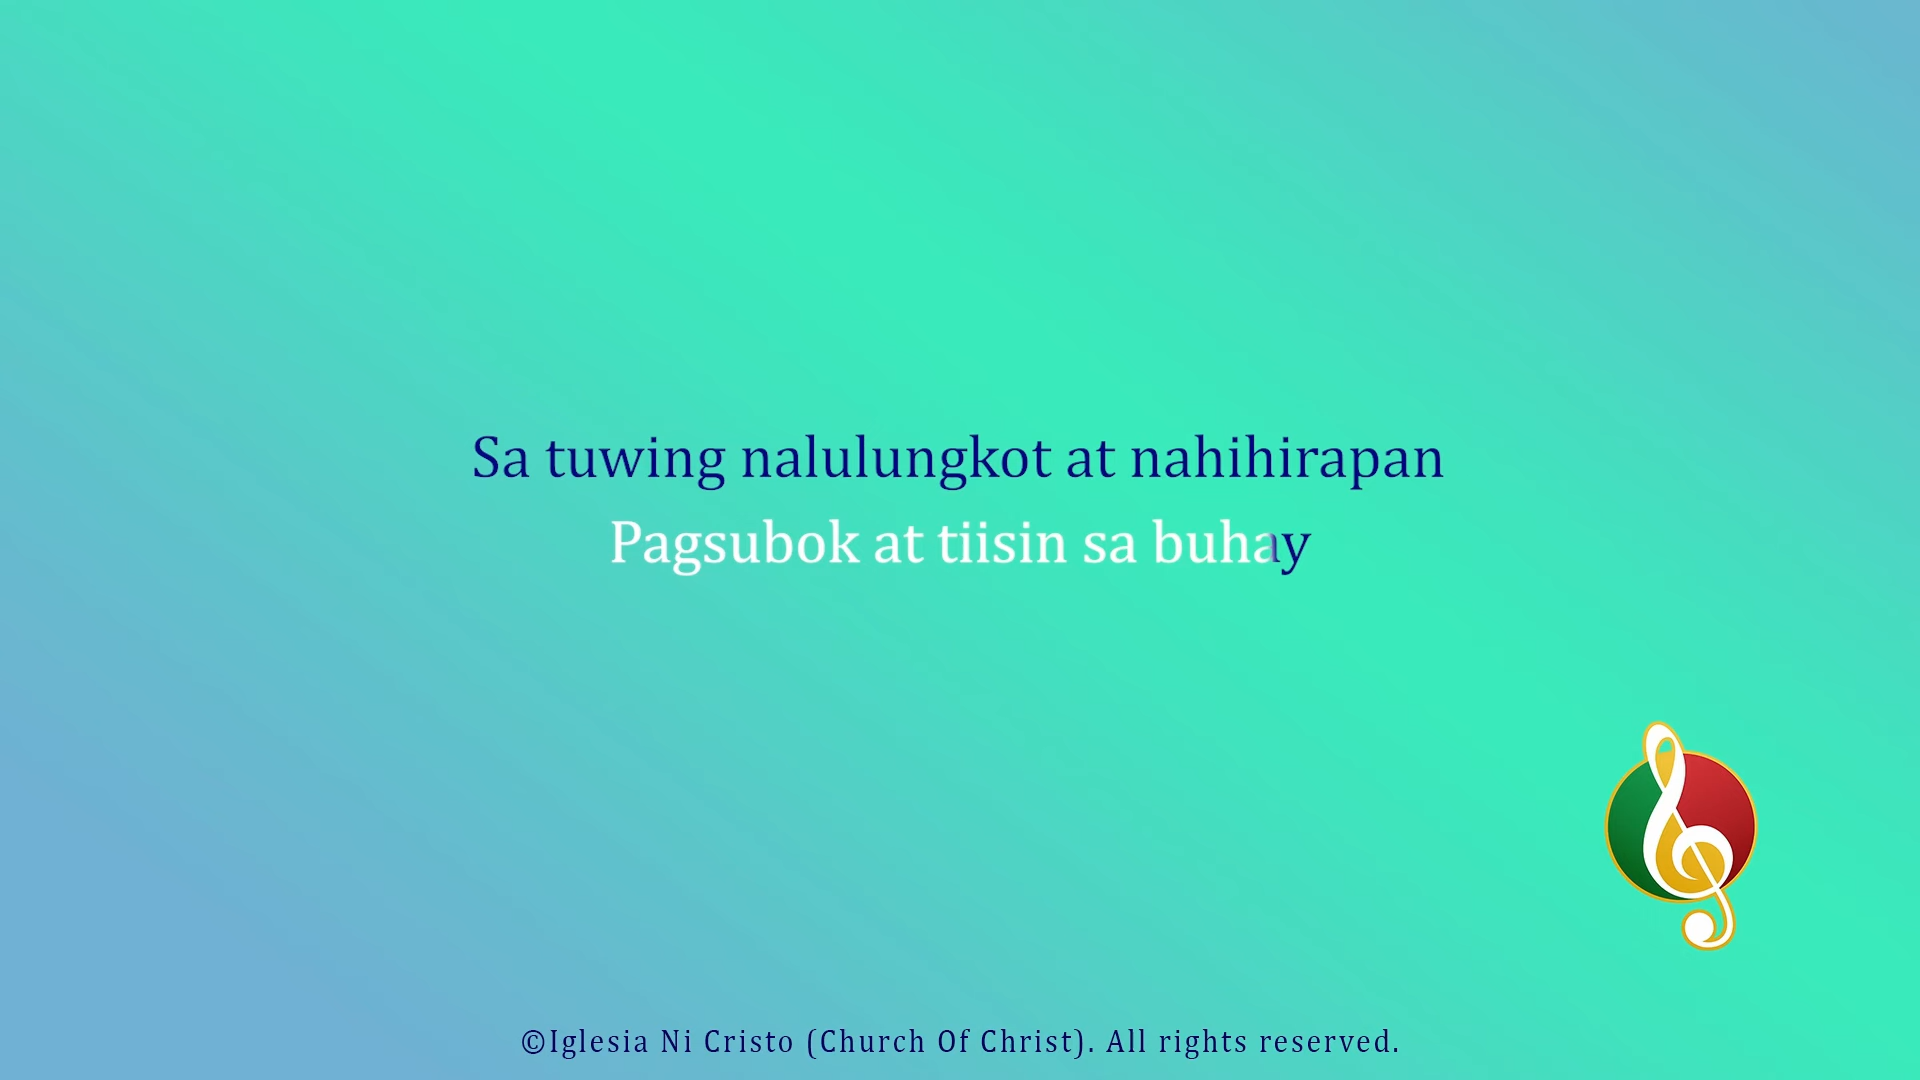 Sa tuwing nalulungkot at nahihirapan
Pagsubok at tiisin sa buhay
©Iglesia Ni Cristo (Church Of Christ). All rights reserved.